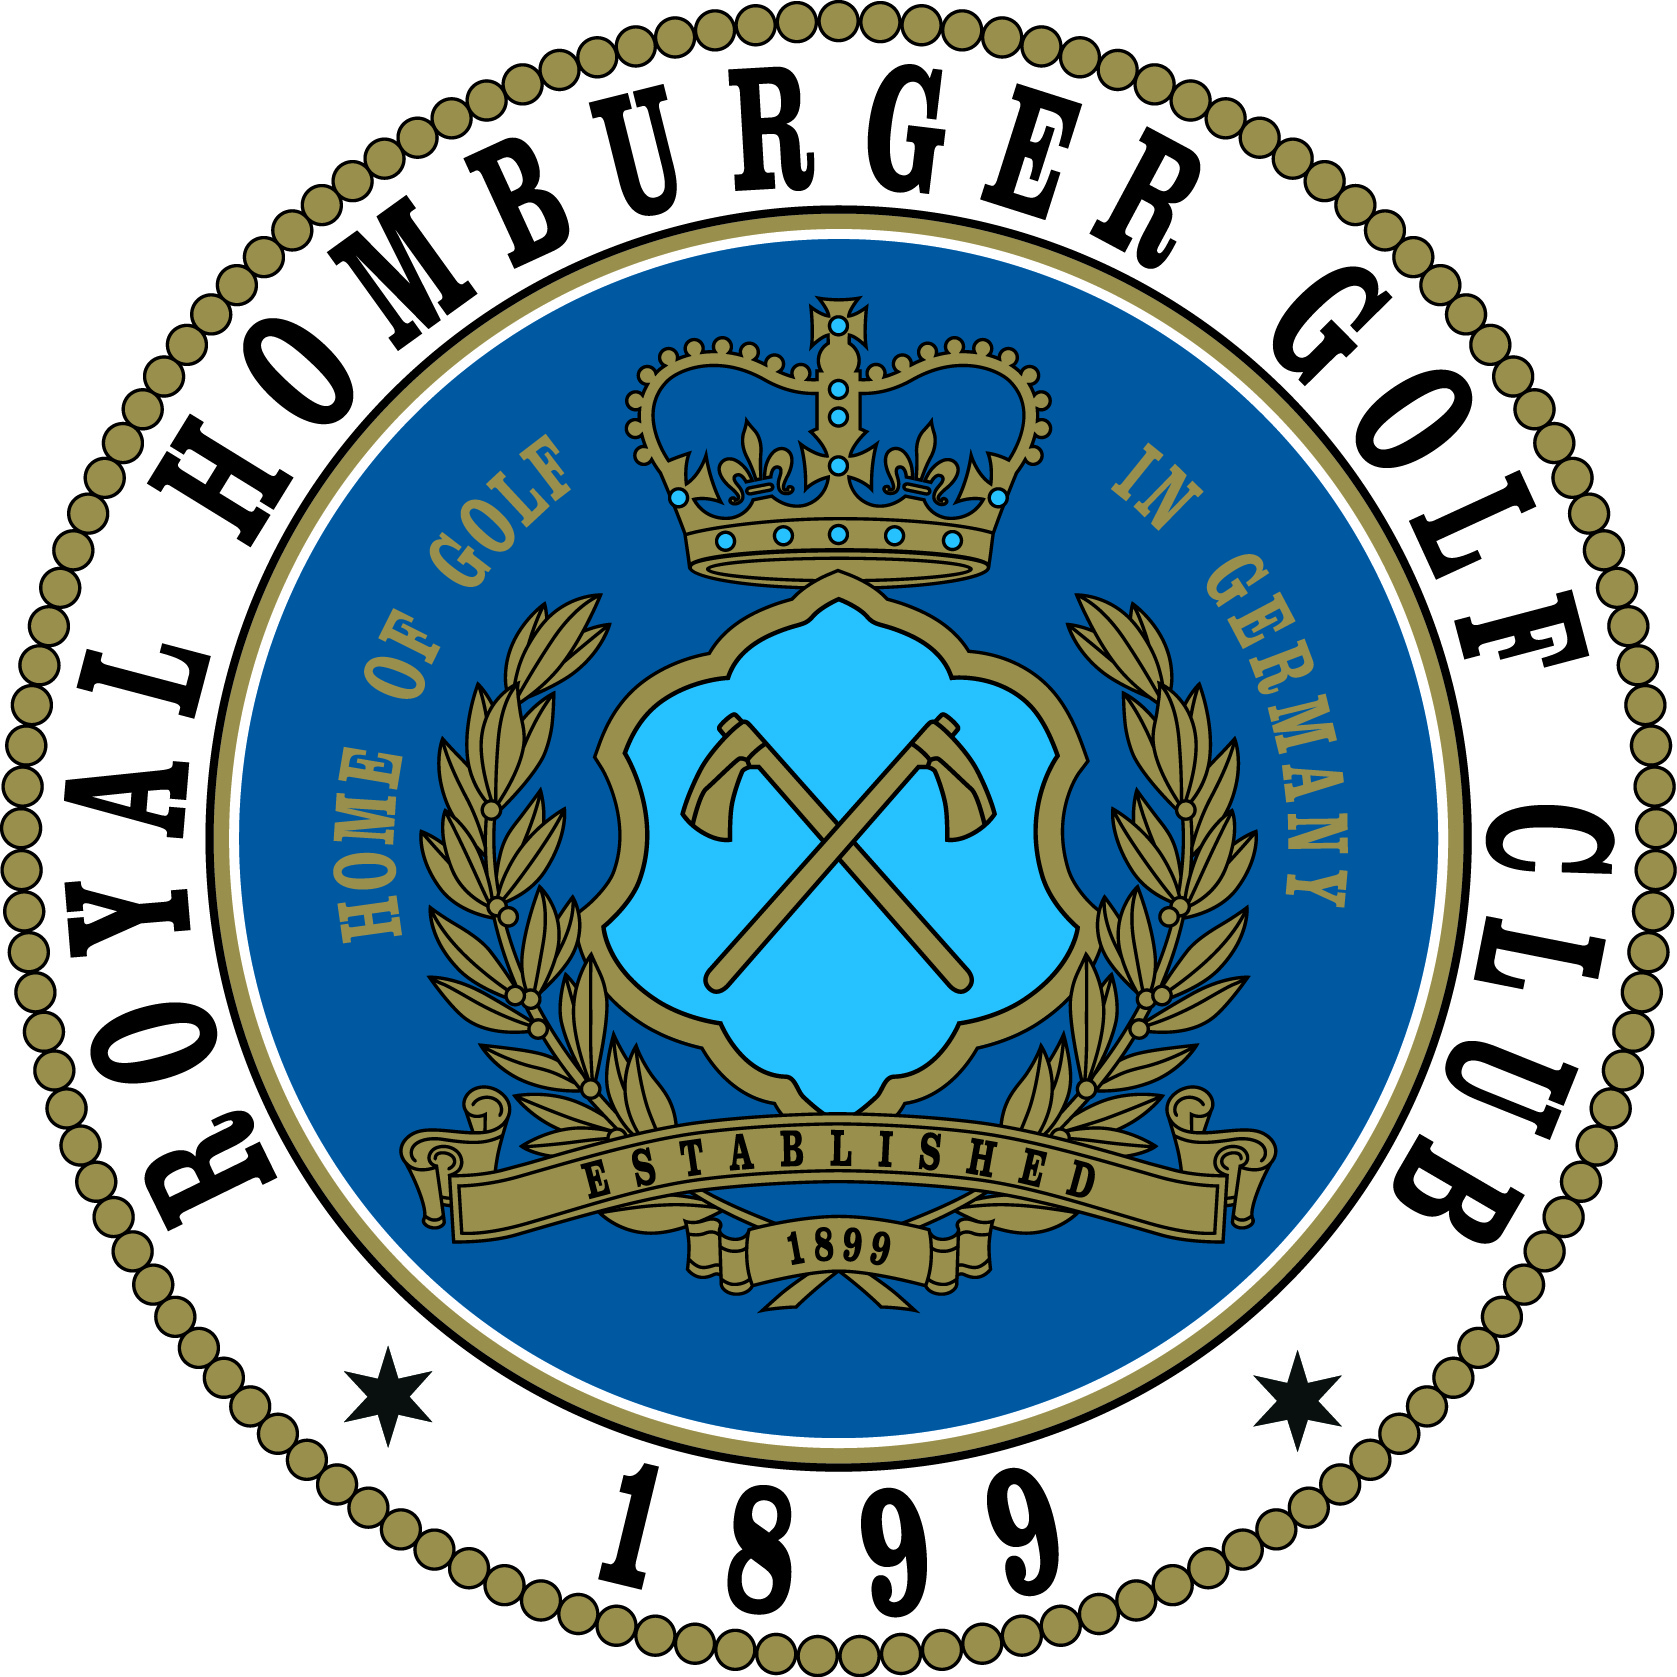 ROYAL HOMBURGER GOLF CLUB
HOME OF GOLF IN GERMANY
ESTABLISHED
1899
1899